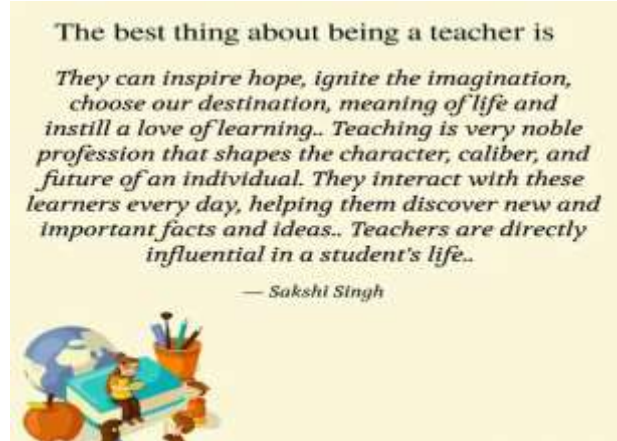 The best thing about being a teacher is
They can inspire hope, ignite the imagination,
choose our destination, meaning of life and
instill a love of learning.. Teaching is very noble
profession that shapes the character, caliber, and
future of an individual. They interact with these
learners every day, helping them discover new and
important facts and ideas.. Teachers are directly
influential in a student's life..
— Sakshi Singh